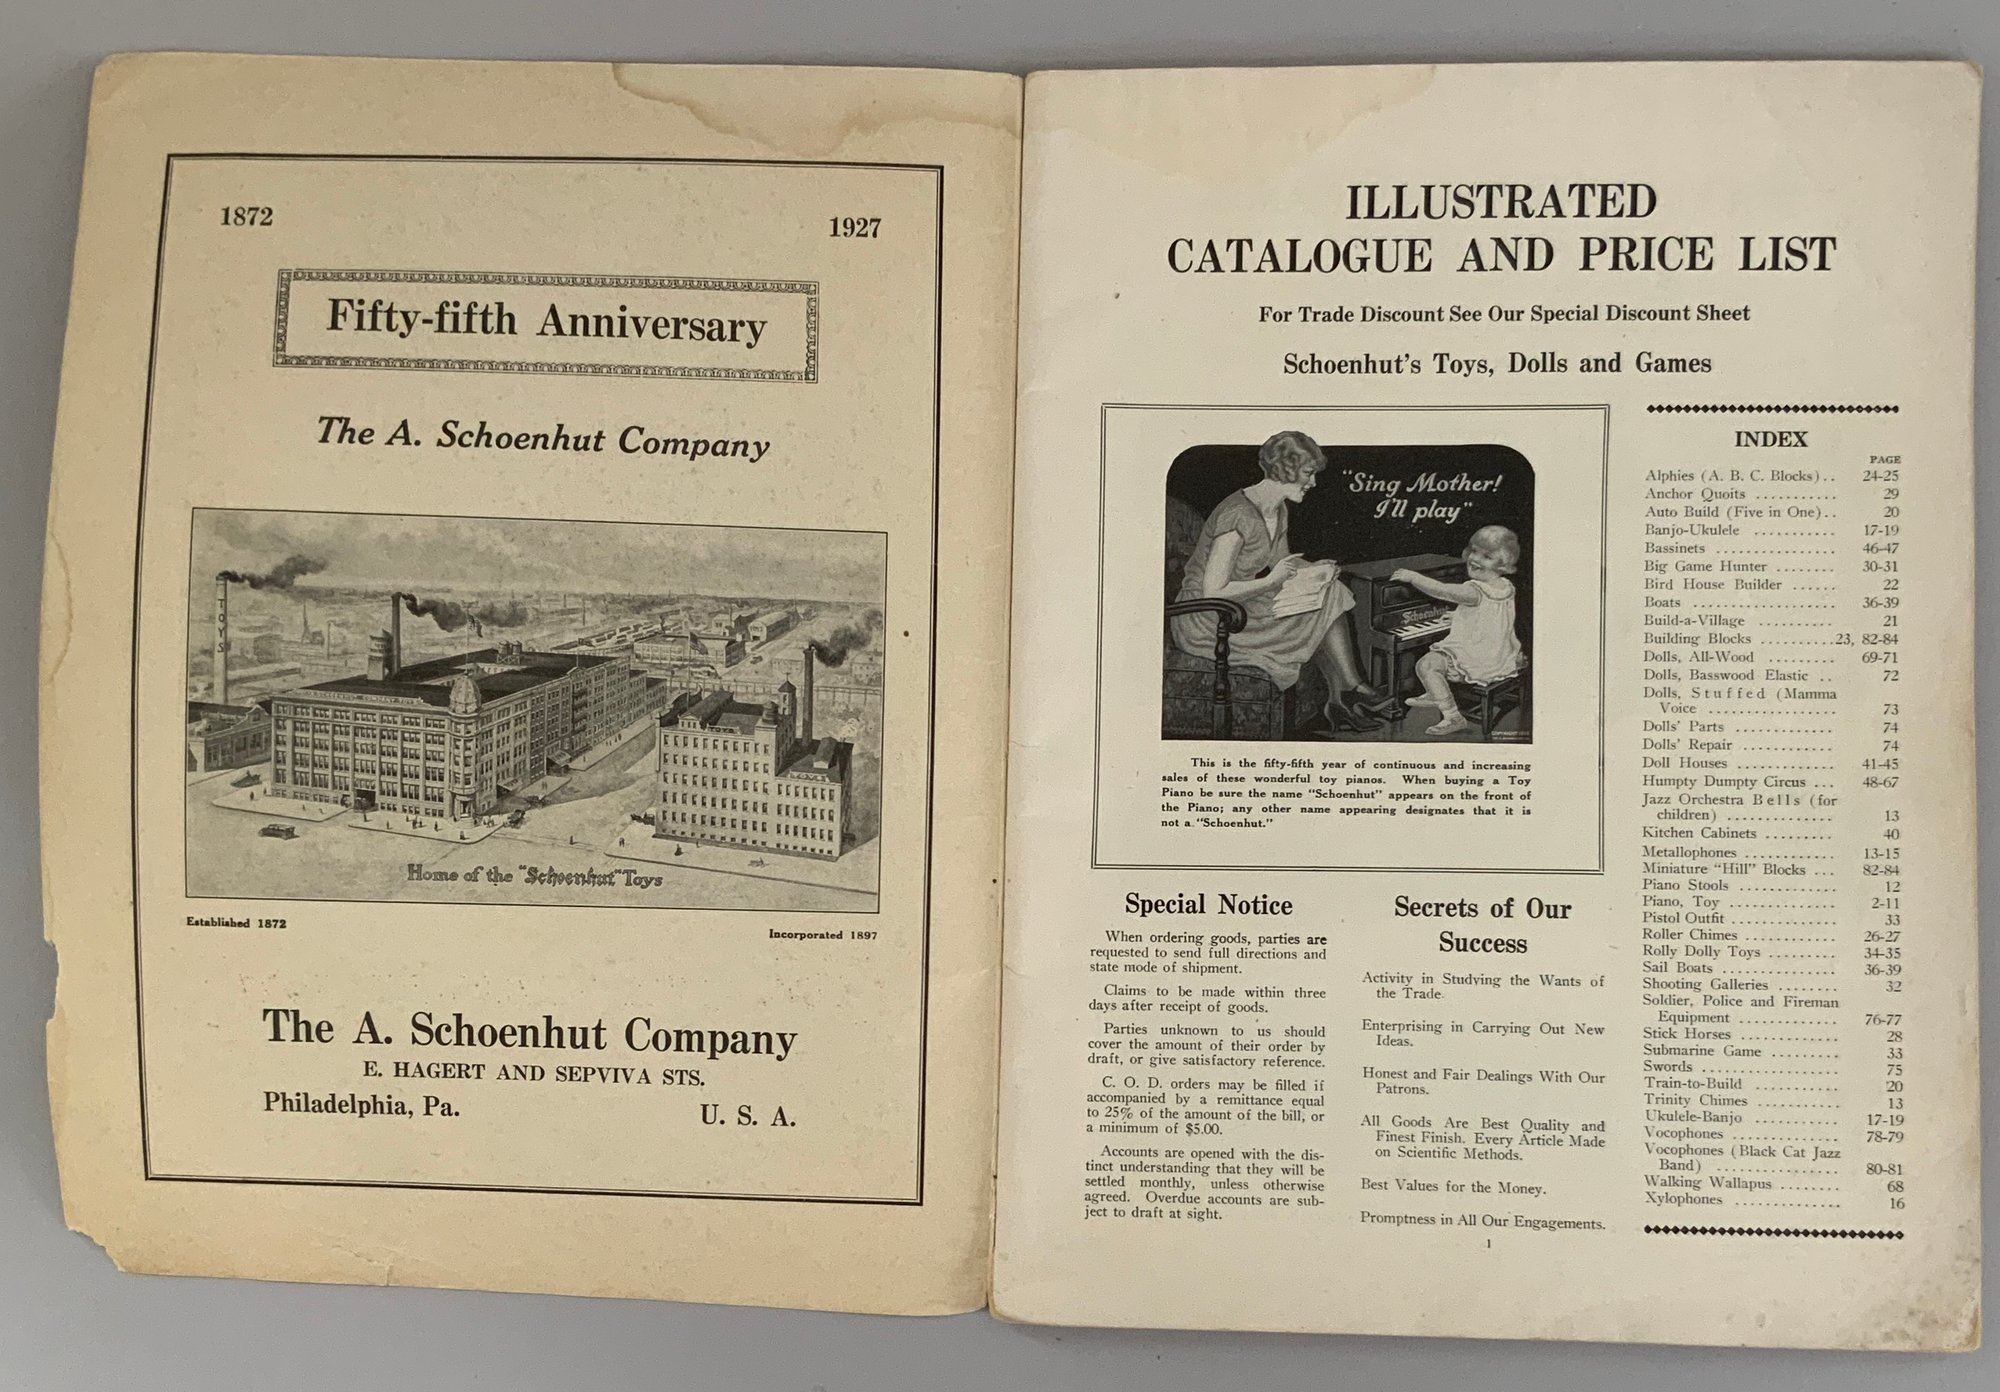 1872
1927
Fifty-fifth Anniversary
The A. Schoenhut Company
TOYS
TOYS
TOYS
Home of the "Schoenhut" Toys
Established 1872
Incorporated 1897
The A. Schoenhut Company
E. HAGERT AND SEPVIVA STS.
Philadelphia, Pa.
U. S. A.
ILLUSTRATED
CATALOGUE AND PRICE LIST
For Trade Discount See Our Special Discount Sheet
Schoenhut's Toys, Dolls and Games
"Sing Mother!
I'll play"
Schoenhut
This is the fifty-fifth year of continuous and increasing
sales of these wonderful toy pianos. When buying a Toy
Piano be sure the name "Schoenhut" appears on the front of
the Piano; any other name appearing designates that it is
not a "Schoenhut."
Special Notice
When ordering goods, parties are
requested to send full directions and
state mode of shipment.
Claims to be made within three
days after receipt of goods.
Parties unknown to us should
cover the amount of their order by
draft, or give satisfactory reference.
C. O. D. orders may be filled if
accompanied by a remittance equal
to 25% of the amount of the bill, or
a minimum of $5.00.
Accounts are opened with the dis-
tinct understanding that they will be
settled monthly, unless otherwise
agreed. Overdue accounts are sub-
ject to draft at sight.
Secrets of Our
Success
Activity in Studying the Wants of
the Trade.
Enterprising in Carrying Out New
Ideas.
Honest and Fair Dealings With Our
Patrons.
All Goods Are Best Quality and
Finest Finish. Every Article Made
on Scientific Methods.
Best Values for the Money.
Promptness in All Our Engagements.
1
INDEX
PAGE
Alphies (A. B. C. Blocks).. 24-25
Anchor Quoits ........... 29
Auto Build (Five in One).. 20
Banjo-Ukulele ........... 17-19
Bassinets ................ 46-47
Big Game Hunter ........ 30-31
Bird House Builder ...... 22
Boats ................... 36-39
Build-a-Village .......... 21
Building Blocks ..........23, 82-84
Dolls, All-Wood ......... 69-71
Dolls, Basswood Elastic .. 72
Dolls, Stuffed (Mamma
Voice ................. 73
Dolls' Parts ............. 74
Dolls' Repair ............ 74
Doll Houses ............. 41-45
Humpty Dumpty Circus ... 48-67
Jazz Orchestra Bells (for
children) .............. 13
Kitchen Cabinets ......... 40
Metallophones ............ 13-15
Miniature "Hill" Blocks ... 82-84
Piano Stools ............. 12
Piano, Toy .............. 2-11
Pistol Outfit .............. 33
Roller Chimes ............ 26-27
Rolly Dolly Toys ......... 34-35
Sail Boats ............... 36-39
Shooting Galleries ........ 32
Soldier, Police and Fireman
Equipment ............. 76-77
Stick Horses ............. 28
Submarine Game ......... 33
Swords .................. 75
Train-to-Build ........... 20
Trinity Chimes ........... 13
Ukulele-Banjo ........... 17-19
Vocophones .............. 78-79
Vocophones (Black Cat Jazz
Band) ................ 80-81
Walking Wallapus ........ 68
Xylophones .............. 16